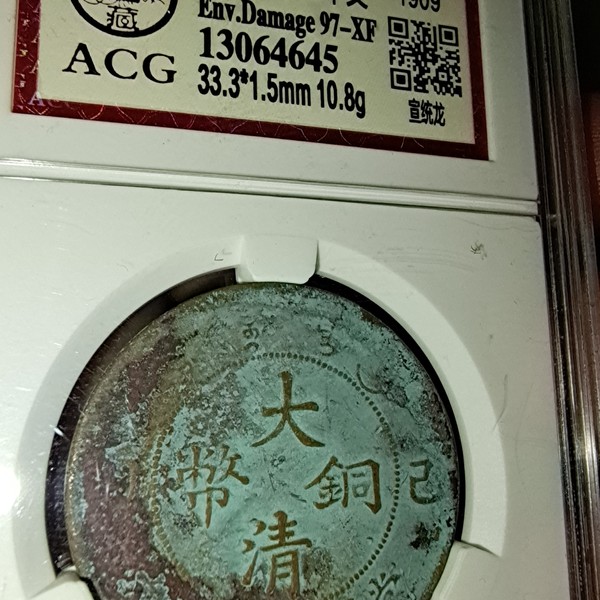 1909
Env.Damage 97-XF
13064645
ACG
33.3*1.5mm 10.8g
宣统龙
大
幣 銅 己
清